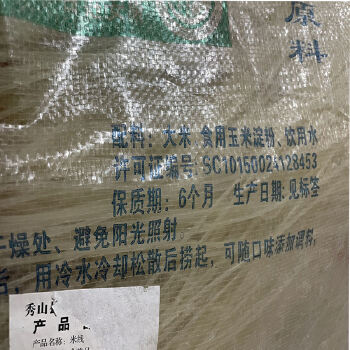 原
料
配料: 大米 食用玉米淀粉、饮用水
许可证编号: SC10150024128453
保质期: 6个月 生产日期: 见标签
燥处、避免阳光照射。
后, 用冷水冷却松散后捞起, 可随口味添加调料,
秀山
产品
产品名称: 米线